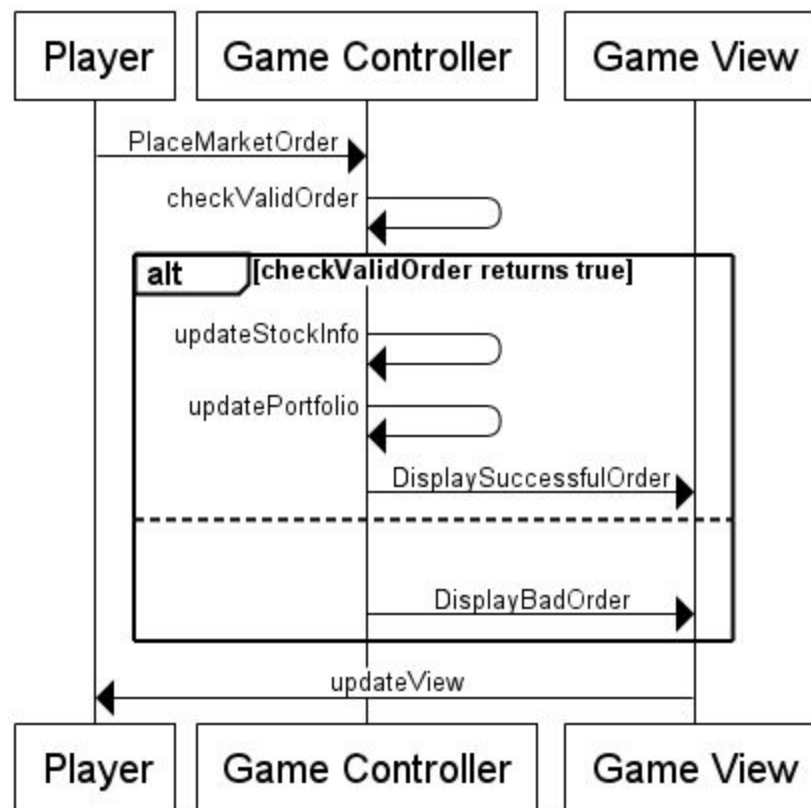 Player
Game Controller
Game View
PlaceMarketOrder
checkValidOrder
alt
[checkValidOrder returns true]
updateStockInfo
updatePortfolio
DisplaySuccessfulOrder
DisplayBadOrder
updateView
Player
Game Controller
Game View